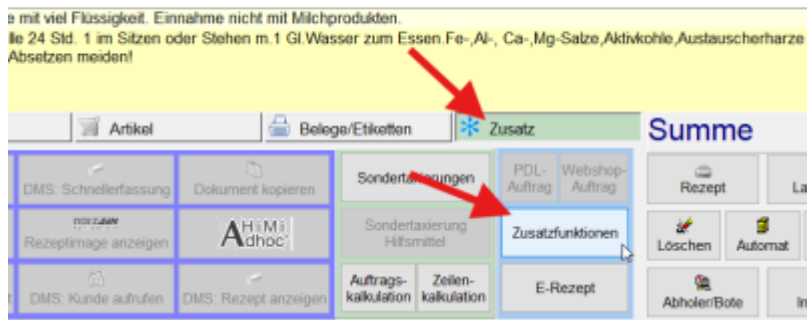 e mit viel Flüssigkeit. Einnahme nicht mit Milchprodukten.
lle 24 Std. 1 im Sitzen oder Stehen m.1 Gl.Wasser zum Essen.Fe-,Al-, Ca-,Mg-Salze,Aktivkohle,Austauscherharze
Absetzen meiden!
Artikel
Belege/Etiketten
Zusatz
Summe
DMS: Schnellerfassung
Dokument kopieren
Sondertaxierungen
PDL-
Auftrag
Webshop-
Auftrag
Rezept
La
Rezeptimage anzeigen
AHiMi
dhoc
Sondertaxierung
Hilfsmittel
Zusatzfunktionen
Löschen
Automat
t
DMS: Kunde aufrufen
DMS: Rezept anzeigen
Auftrags-
kalkulation
Zeilen-
kalkulation
E-Rezept
Abholer/Bote
In